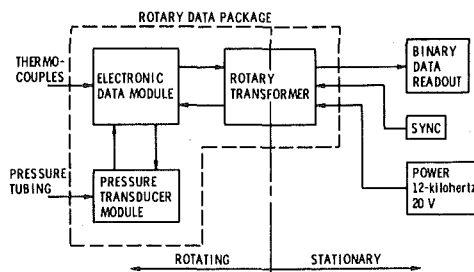 ROTARY DATA PACKAGE
THERMO-
COUPLES
ELECTRONIC
DATA MODULE
ROTARY
TRANSFORMER
BINARY
DATA
READOUT
SYNC
PRESSURE
TUBING
PRESSURE
TRANSDUCER
MODULE
POWER
12-kilohertz
20 V
ROTATING
STATIONARY